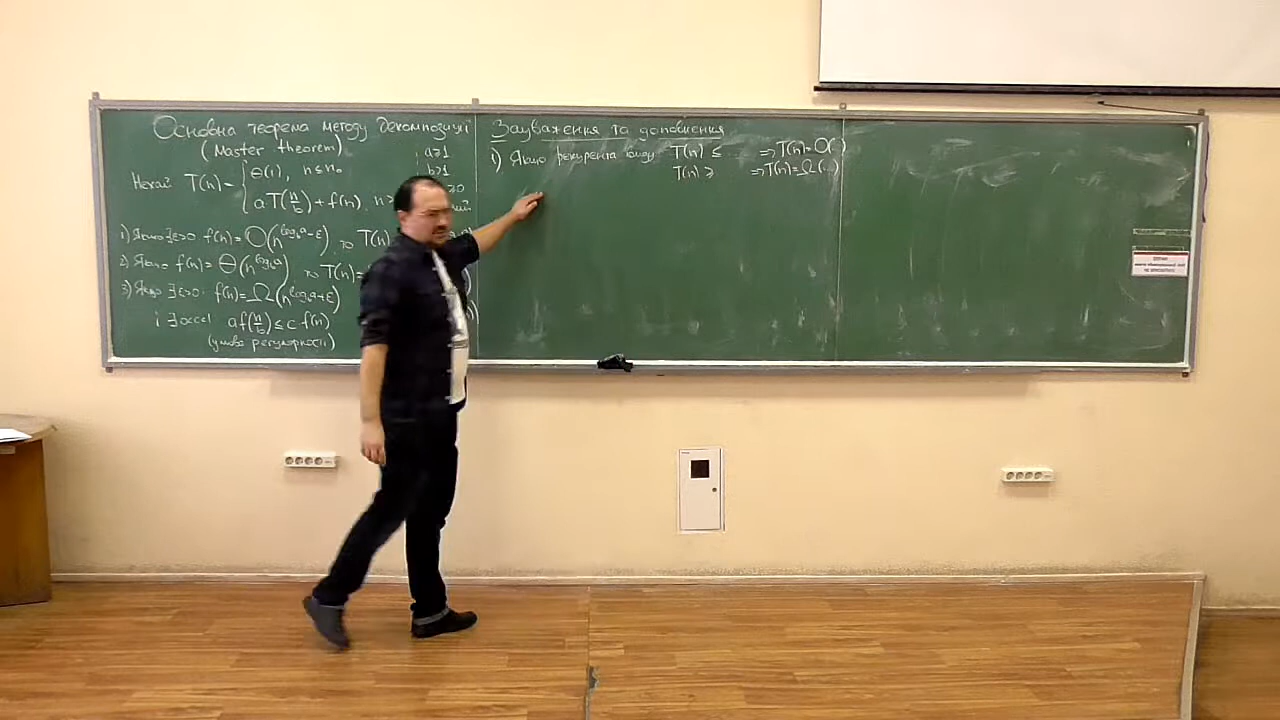 Основна теорема методу декомпозиції
(Master theorem)
a≥1
b>1
Нехай T(n) = { Θ(1), n ≤ n₀
aT(n/b) + f(n), n >
1) Якщо ∃ε>0 f(n) = O(n^(log_b a − ε)), то T(n)
2) Якщо f(n) = Θ(n^(log_b a)), то T(n) =
3) Якщо ∃ε>0: f(n) = Ω(n^(log_b a + ε))
і ∃ 0<c<1 af(n/b) ≤ c f(n)
(умова регулярності)
Зауваження та доповнення
1) Якщо рекурента виду T(n) ≤ ... ⇒ T(n) = O(..)
T(n) ≥ ⇒ T(n) = Ω(...)